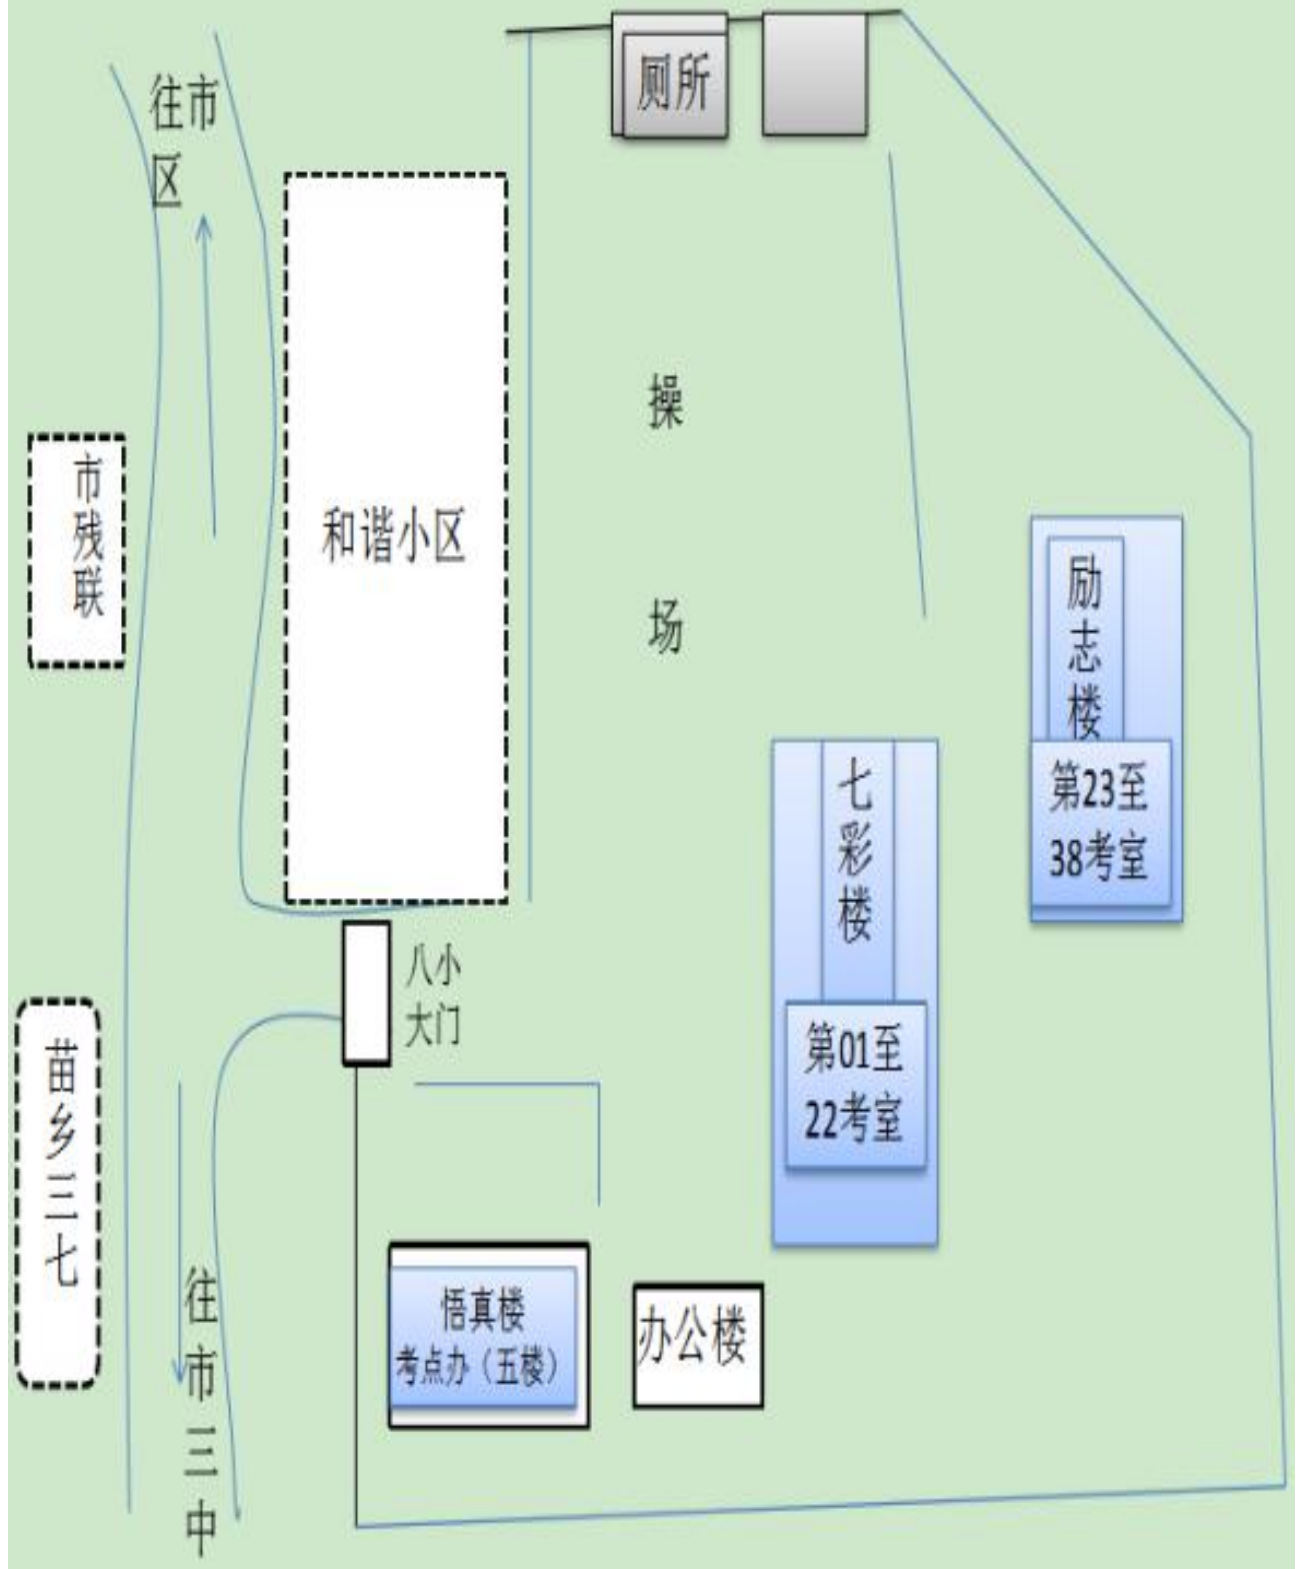 厕所
往市
区
操
场
市
残
联
和谐小区
励
志
楼
第23至
38考室
七
彩
楼
第01至
22考室
八小
大门
苗
乡
三
七
往
市
三
中
悟真楼
考点办（五楼）
办公楼